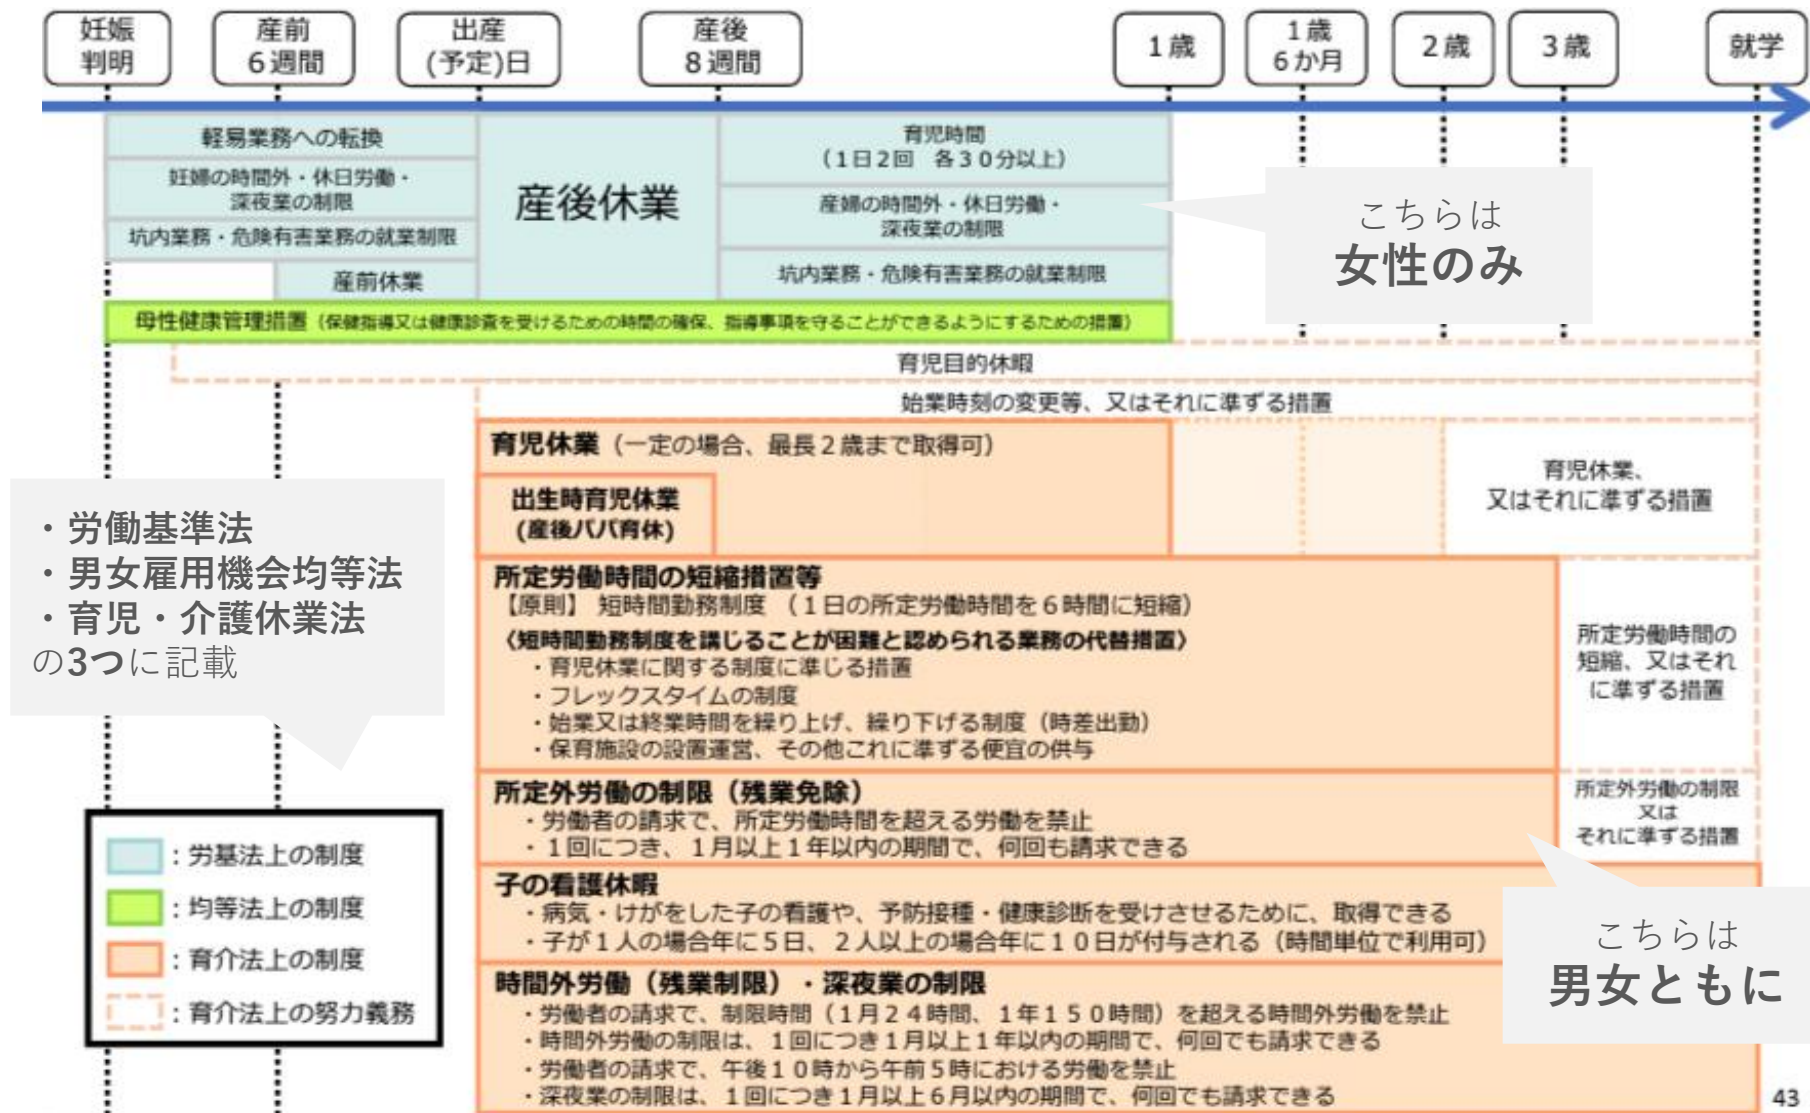 妊娠
判明
産前
6週間
出産
(予定)日
産後
8週間
1歳
1歳
6か月
2歳
3歳
就学
軽易業務への転換
妊婦の時間外・休日労働・
深夜業の制限
坑内業務・危険有害業務の就業制限
産前休業
産後休業
育児時間
(1日2回 各30分以上)
産婦の時間外・休日労働・
深夜業の制限
坑内業務・危険有害業務の就業制限
こちらは
女性のみ
母性健康管理措置(保健指導又は健康診査を受けるための時間の確保、指導事項を守ることができるようにするための措置)
育児目的休暇
始業時刻の変更等、又はそれに準ずる措置
育児休業(一定の場合、最長2歳まで取得可)
出生時育児休業
(産後パパ育休)
育児休業、
又はそれに準ずる措置
・労働基準法
・男女雇用機会均等法
・育児・介護休業法
の3つに記載
所定労働時間の短縮措置等
【原則】 短時間勤務制度 (1日の所定労働時間を6時間に短縮)
〈短時間勤務制度を講じることが困難と認められる業務の代替措置〉
・育児休業に関する制度に準じる措置
・フレックスタイムの制度
・始業又は終業時間を繰り上げ、繰り下げる制度(時差出勤)
・保育施設の設置運営、その他これに準ずる便宜の供与
所定労働時間の
短縮、又はそれ
に準ずる措置
所定外労働の制限(残業免除)
・労働者の請求で、所定労働時間を超える労働を禁止
・1回につき、1月以上1年以内の期間で、何回も請求できる
所定外労働の制限
又は
それに準ずる措置
子の看護休暇
・病気・けがをした子の看護や、予防接種・健康診断を受けさせるために、取得できる
・子が1人の場合年に5日、2人以上の場合年に10日が付与される(時間単位で利用可)
こちらは
男女ともに
時間外労働(残業制限)・深夜業の制限
・労働者の請求で、制限時間(1月24時間、1年150時間)を超える時間外労働を禁止
・時間外労働の制限は、1回につき1月以上1年以内の期間で、何回でも請求できる
・労働者の請求で、午後10時から午前5時における労働を禁止
・深夜業の制限は、1回につき1月以上6月以内の期間で、何回でも請求できる
:労基法上の制度
:均等法上の制度
:育介法上の制度
:育介法上の努力義務
43